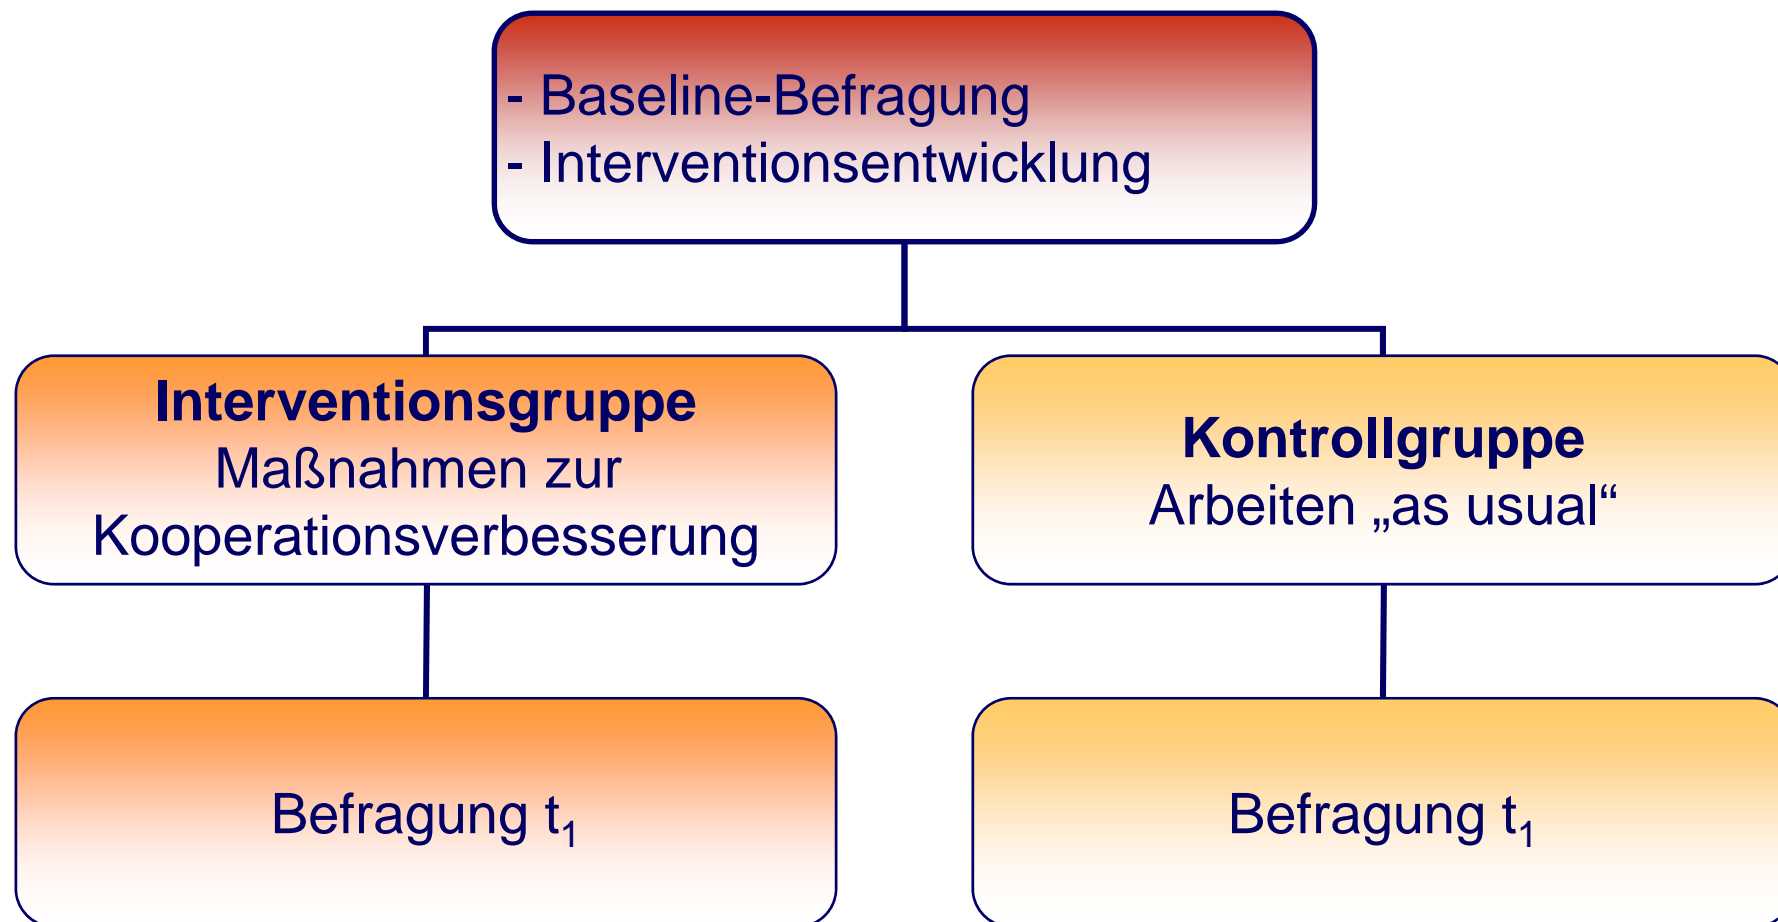 - Baseline-Befragung
- Interventionsentwicklung
Interventionsgruppe
Maßnahmen zur
Kooperationsverbesserung
Kontrollgruppe
Arbeiten „as usual“
Befragung t₁
Befragung t₁